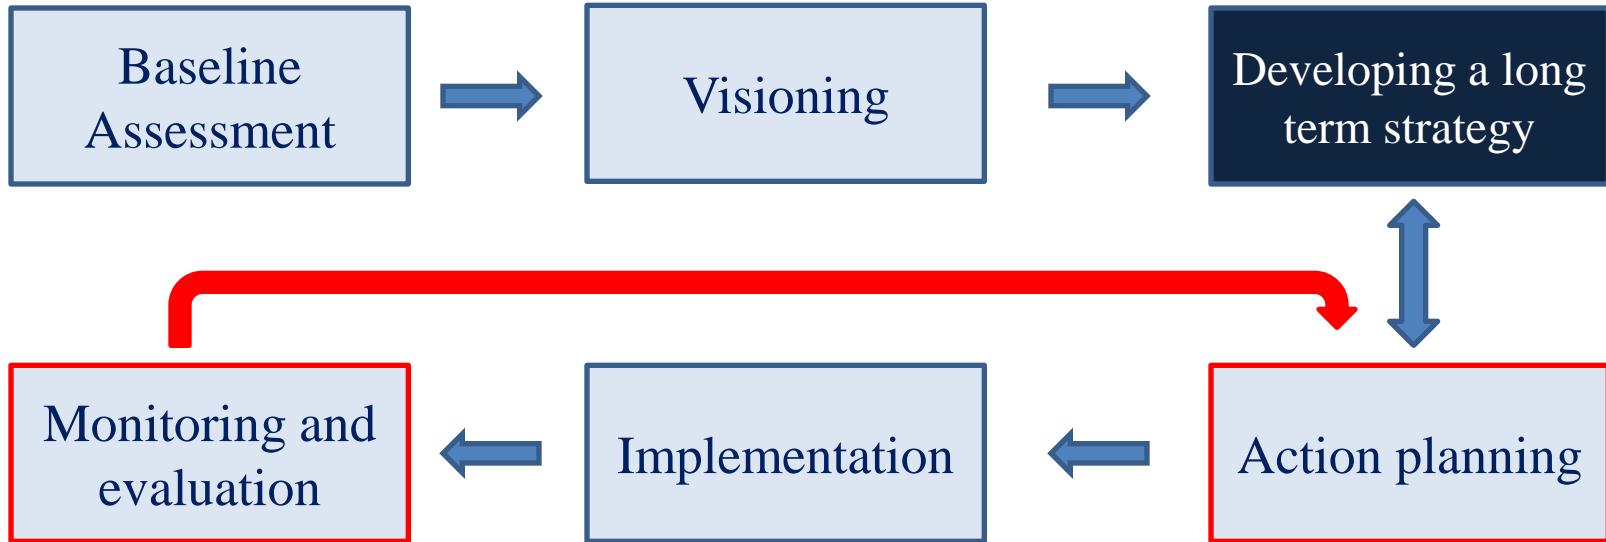 Baseline
Assessment
Visioning
Developing a long
term strategy
Monitoring and
evaluation
Implementation
Action planning